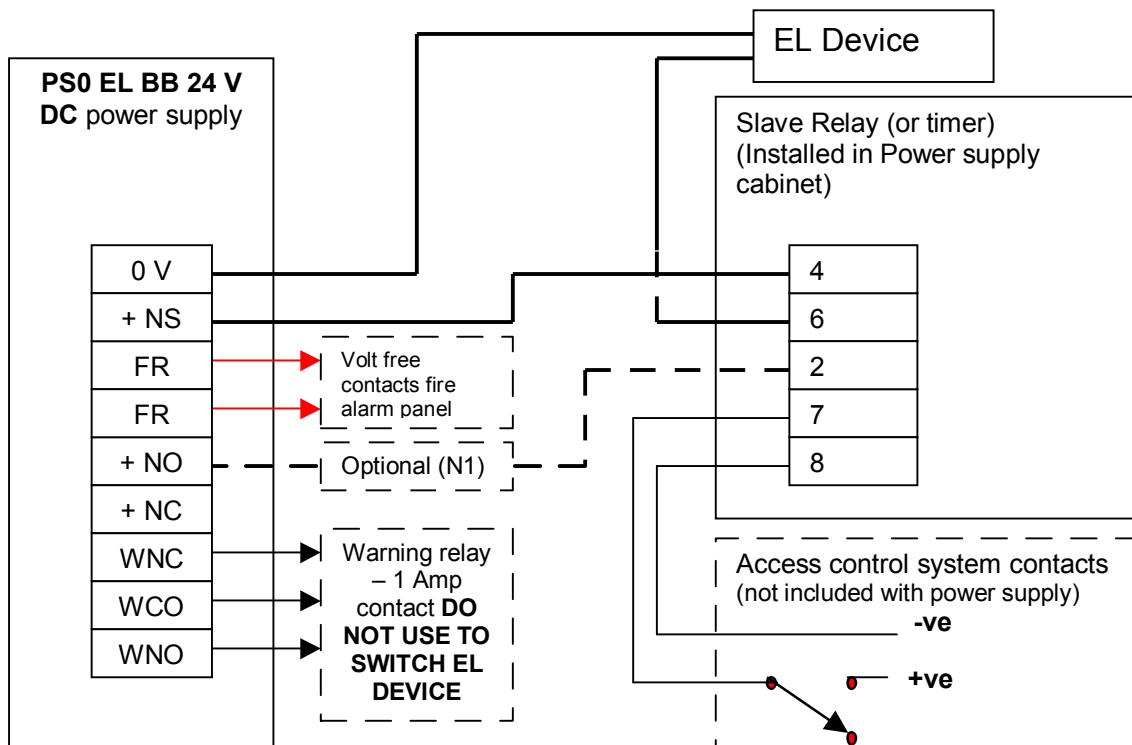 PS0 EL BB 24 V
DC power supply
0 V
+ NS
FR
FR
+ NO
+ NC
WNC
WCO
WNO
Volt free
contacts fire
alarm panel
Optional (N1)
Warning relay
– 1 Amp
contact DO
NOT USE TO
SWITCH EL
DEVICE
EL Device
Slave Relay (or timer)
(Installed in Power supply
cabinet)
4
6
2
7
8
Access control system contacts
(not included with power supply)
-ve
+ve